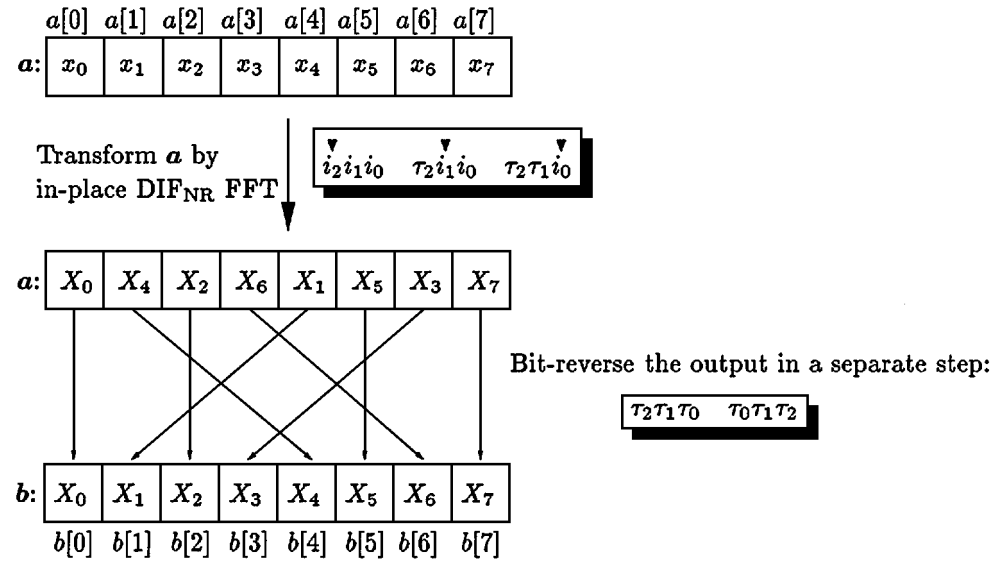 a[0] a[1] a[2] a[3] a[4] a[5] a[6] a[7]
a: x₀ x₁ x₂ x₃ x₄ x₅ x₆ x₇
Transform a by
in-place DIF_NR FFT
i₂i₁i₀ τ₂i₁i₀ τ₂τ₁i₀
a: X₀ X₄ X₂ X₆ X₁ X₅ X₃ X₇
Bit-reverse the output in a separate step:
τ₂τ₁τ₀ τ₀τ₁τ₂
b: X₀ X₁ X₂ X₃ X₄ X₅ X₆ X₇
b[0] b[1] b[2] b[3] b[4] b[5] b[6] b[7]